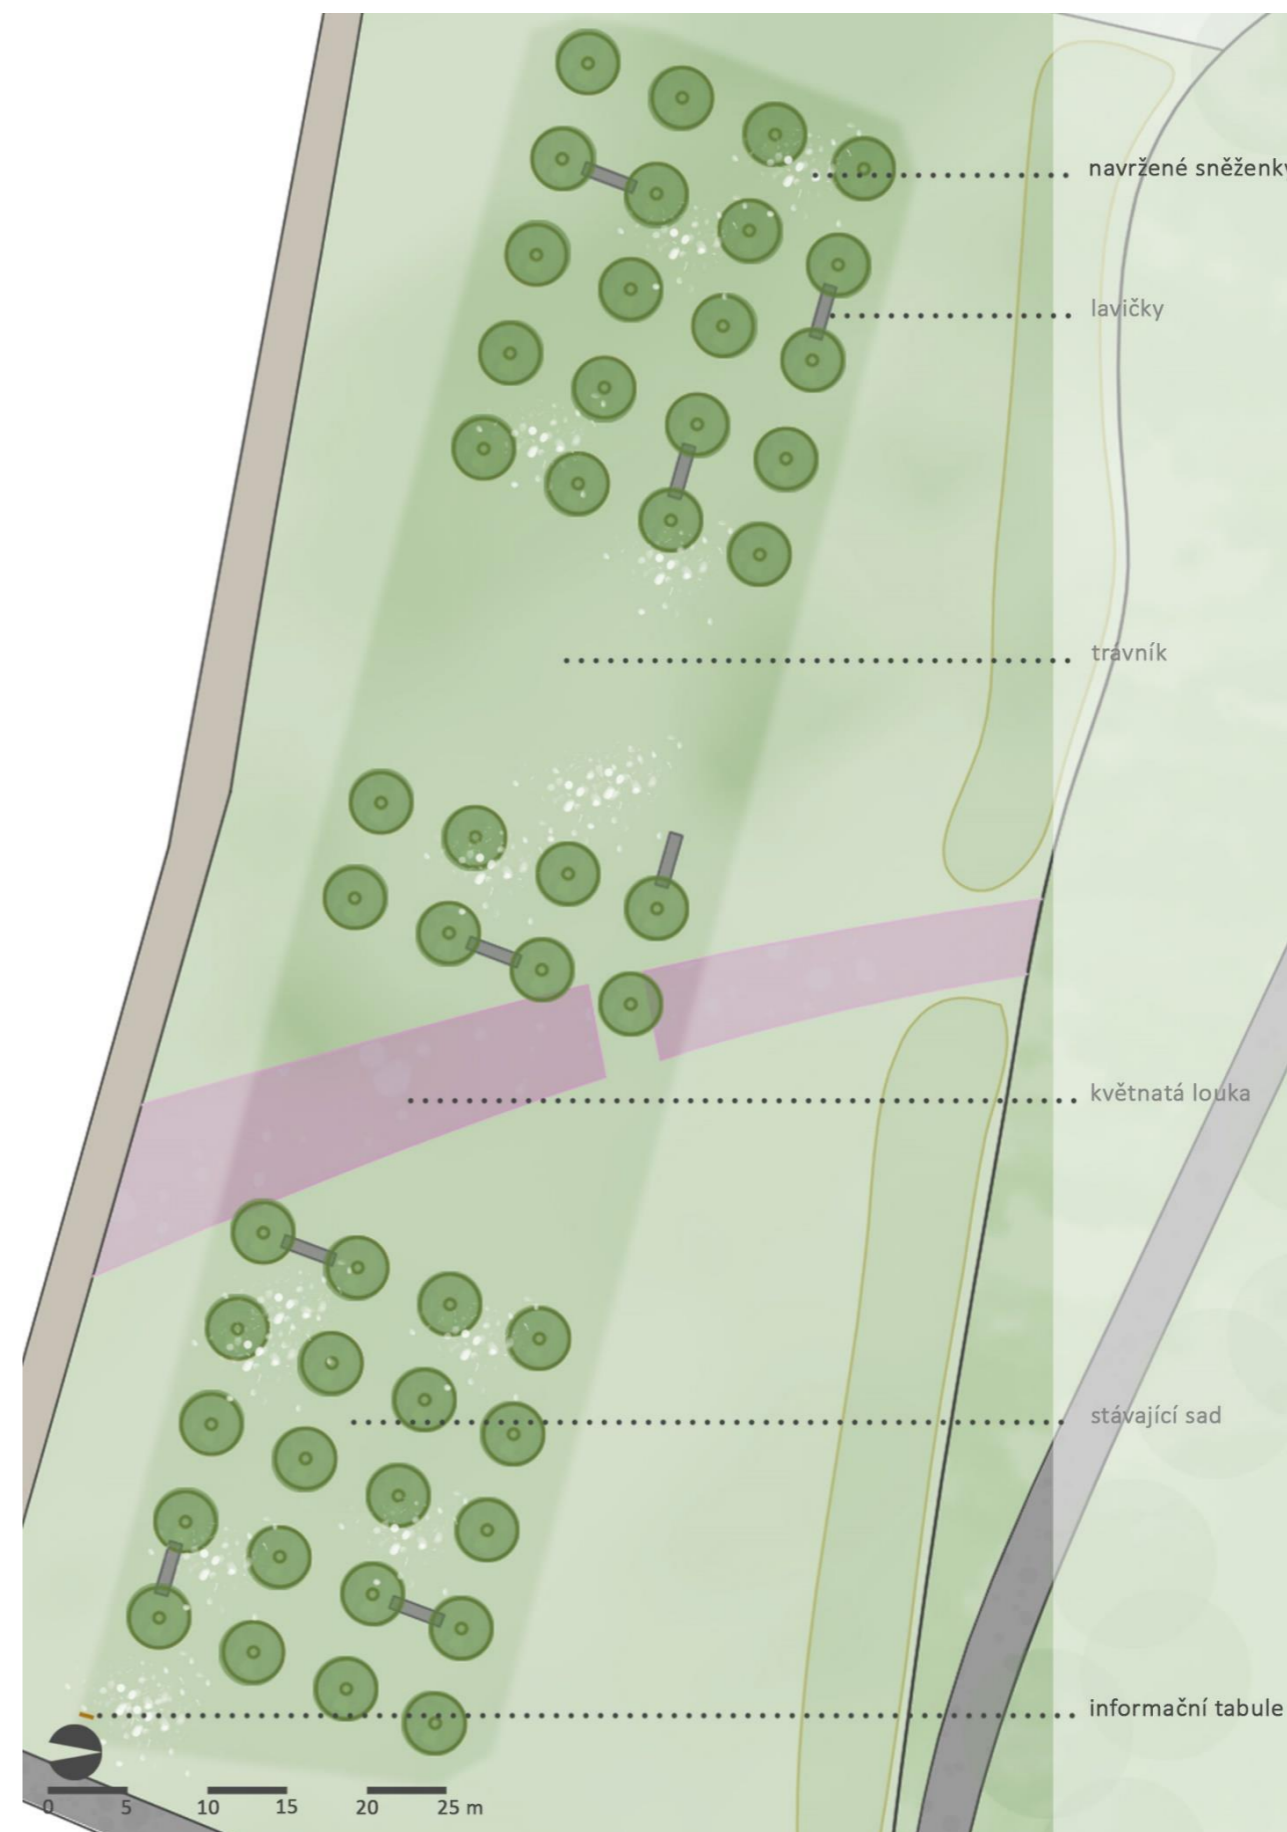 navržené sněženky
lavičky
trávník
květnatá louka
stávající sad
informační tabule
0 5 10 15 20 25 m